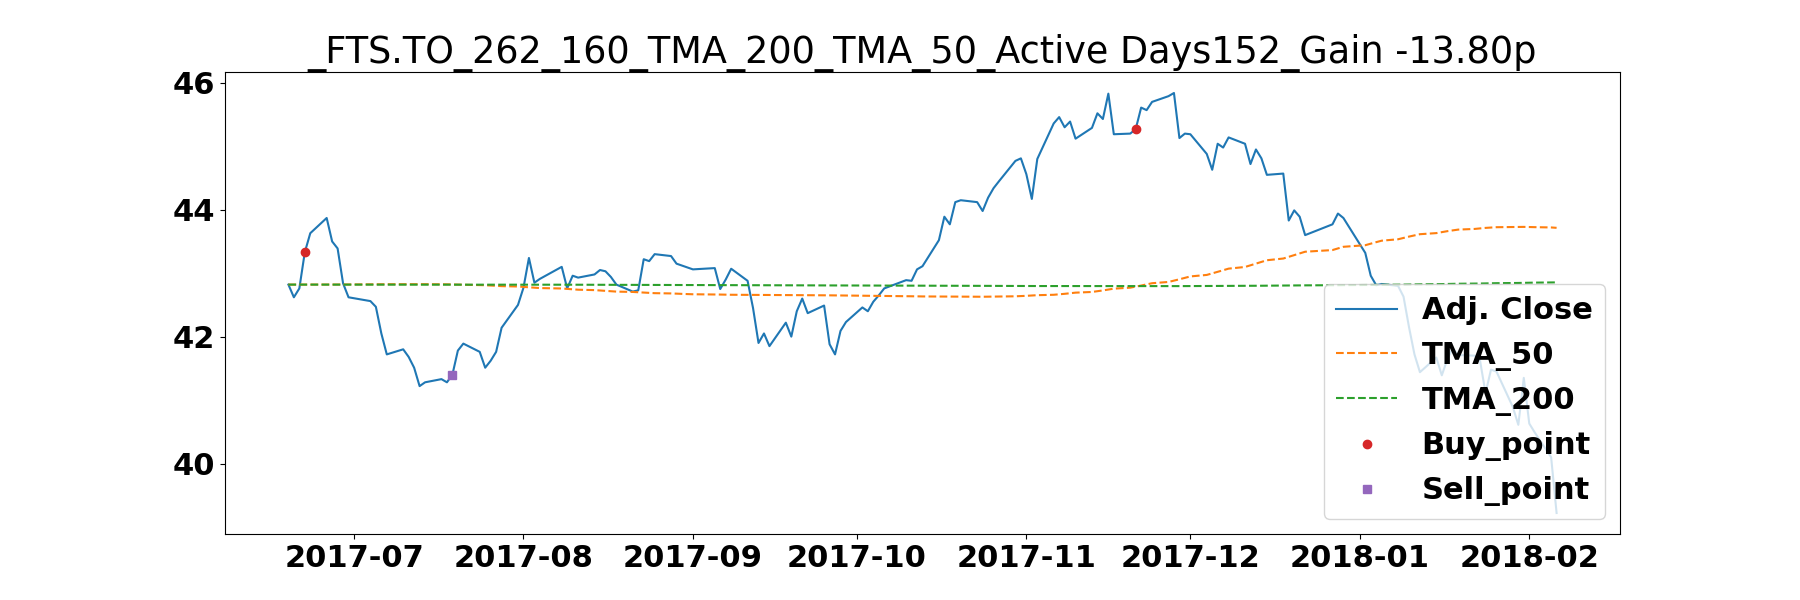 _FTS.TO_262_160_TMA_200_TMA_50_Active Days152_Gain -13.80p
46
44
42
40
Adj. Close
TMA_50
TMA_200
Buy_point
Sell_point
2017-07 2017-08 2017-09 2017-10 2017-11 2017-12 2018-01 2018-02